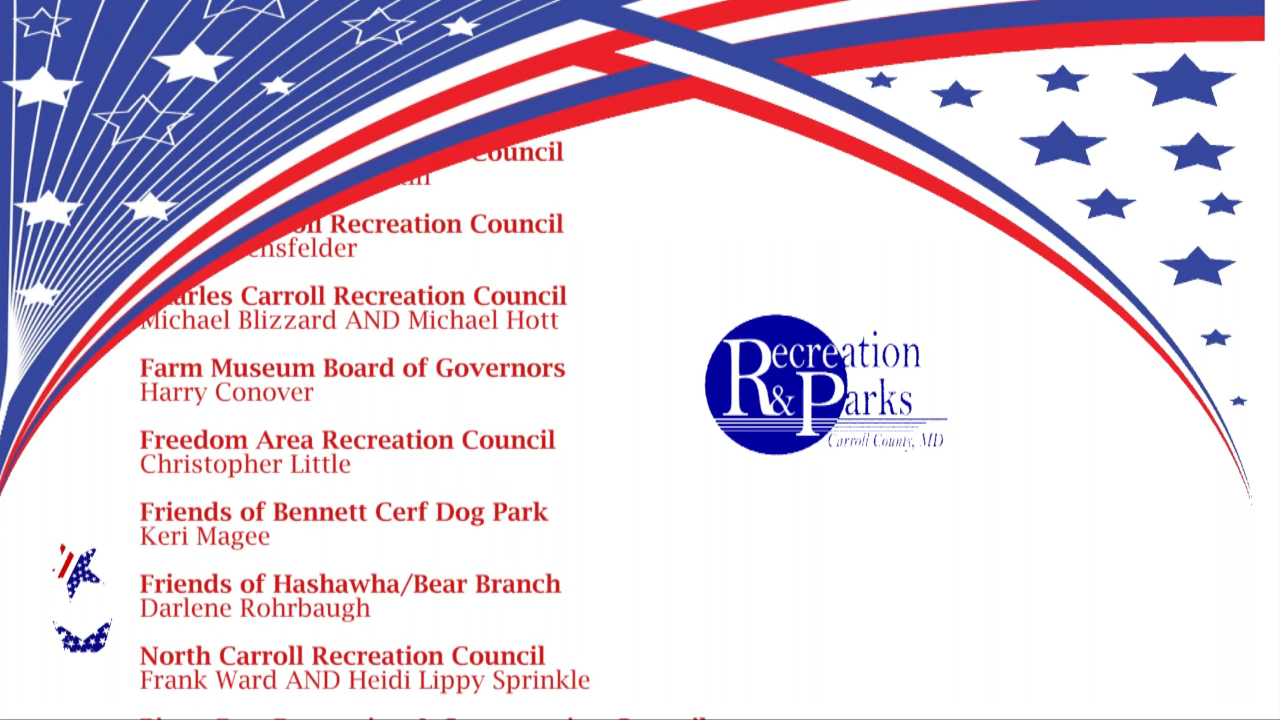 Council
Recreation Council
Carroll Recreation Council
Michael Blizzard AND Michael Hott
Farm Museum Board of Governors
Harry Conover
Freedom Area Recreation Council
Christopher Little
Friends of Bennett Cerf Dog Park
Keri Magee
Friends of Hashawha/Bear Branch
Darlene Rohrbaugh
North Carroll Recreation Council
Frank Ward AND Heidi Lippy Sprinkle
Recreation
& Parks
Carroll County, MD